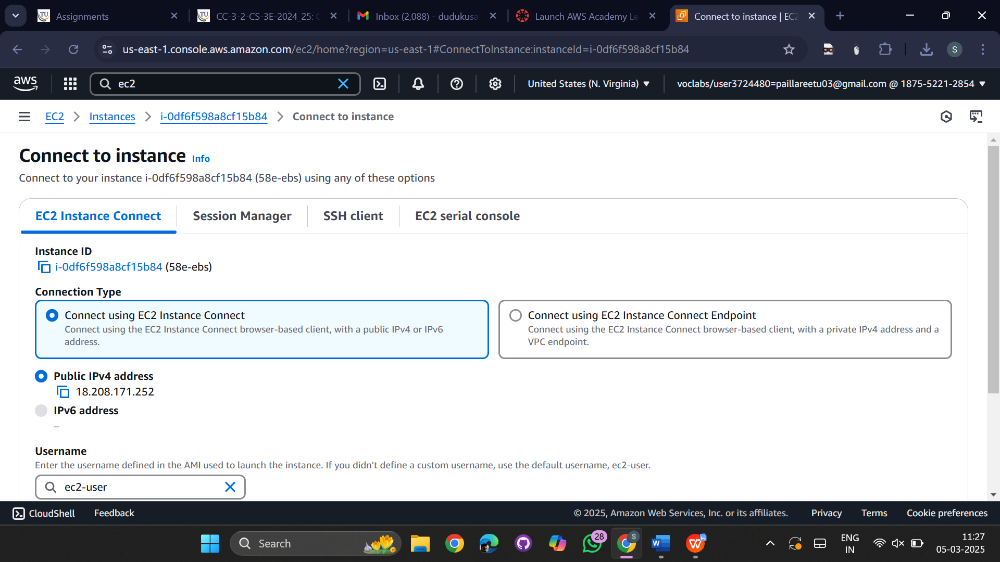 Assignments
CC-3-2-CS-3E-2024_25: C
Inbox (2,088) - dudukusa
Launch AWS Academy Le
Connect to instance | EC2
us-east-1.console.aws.amazon.com/ec2/home?region=us-east-1#ConnectToInstance:instanceId=i-0df6f598a8cf15b84
S
aws
ec2
United States (N. Virginia)
voclabs/user3724480=paillareetu03@gmail.com @ 1875-5221-2854
EC2
Instances
i-0df6f598a8cf15b84
Connect to instance
Connect to instance Info
Connect to your instance i-0df6f598a8cf15b84 (58e-ebs) using any of these options
EC2 Instance Connect
Session Manager
SSH client
EC2 serial console
Instance ID
i-0df6f598a8cf15b84 (58e-ebs)
Connection Type
Connect using EC2 Instance Connect
Connect using the EC2 Instance Connect browser-based client, with a public IPv4 or IPv6
address.
Connect using EC2 Instance Connect Endpoint
Connect using the EC2 Instance Connect browser-based client, with a private IPv4 address and a
VPC endpoint.
Public IPv4 address
18.208.171.252
IPv6 address
–
Username
Enter the username defined in the AMI used to launch the instance. If you didn't define a custom username, use the default username, ec2-user.
ec2-user
CloudShell
Feedback
© 2025, Amazon Web Services, Inc. or its affiliates.
Privacy
Terms
Cookie preferences
Search
28
S
ENG
IN
11:27
05-03-2025